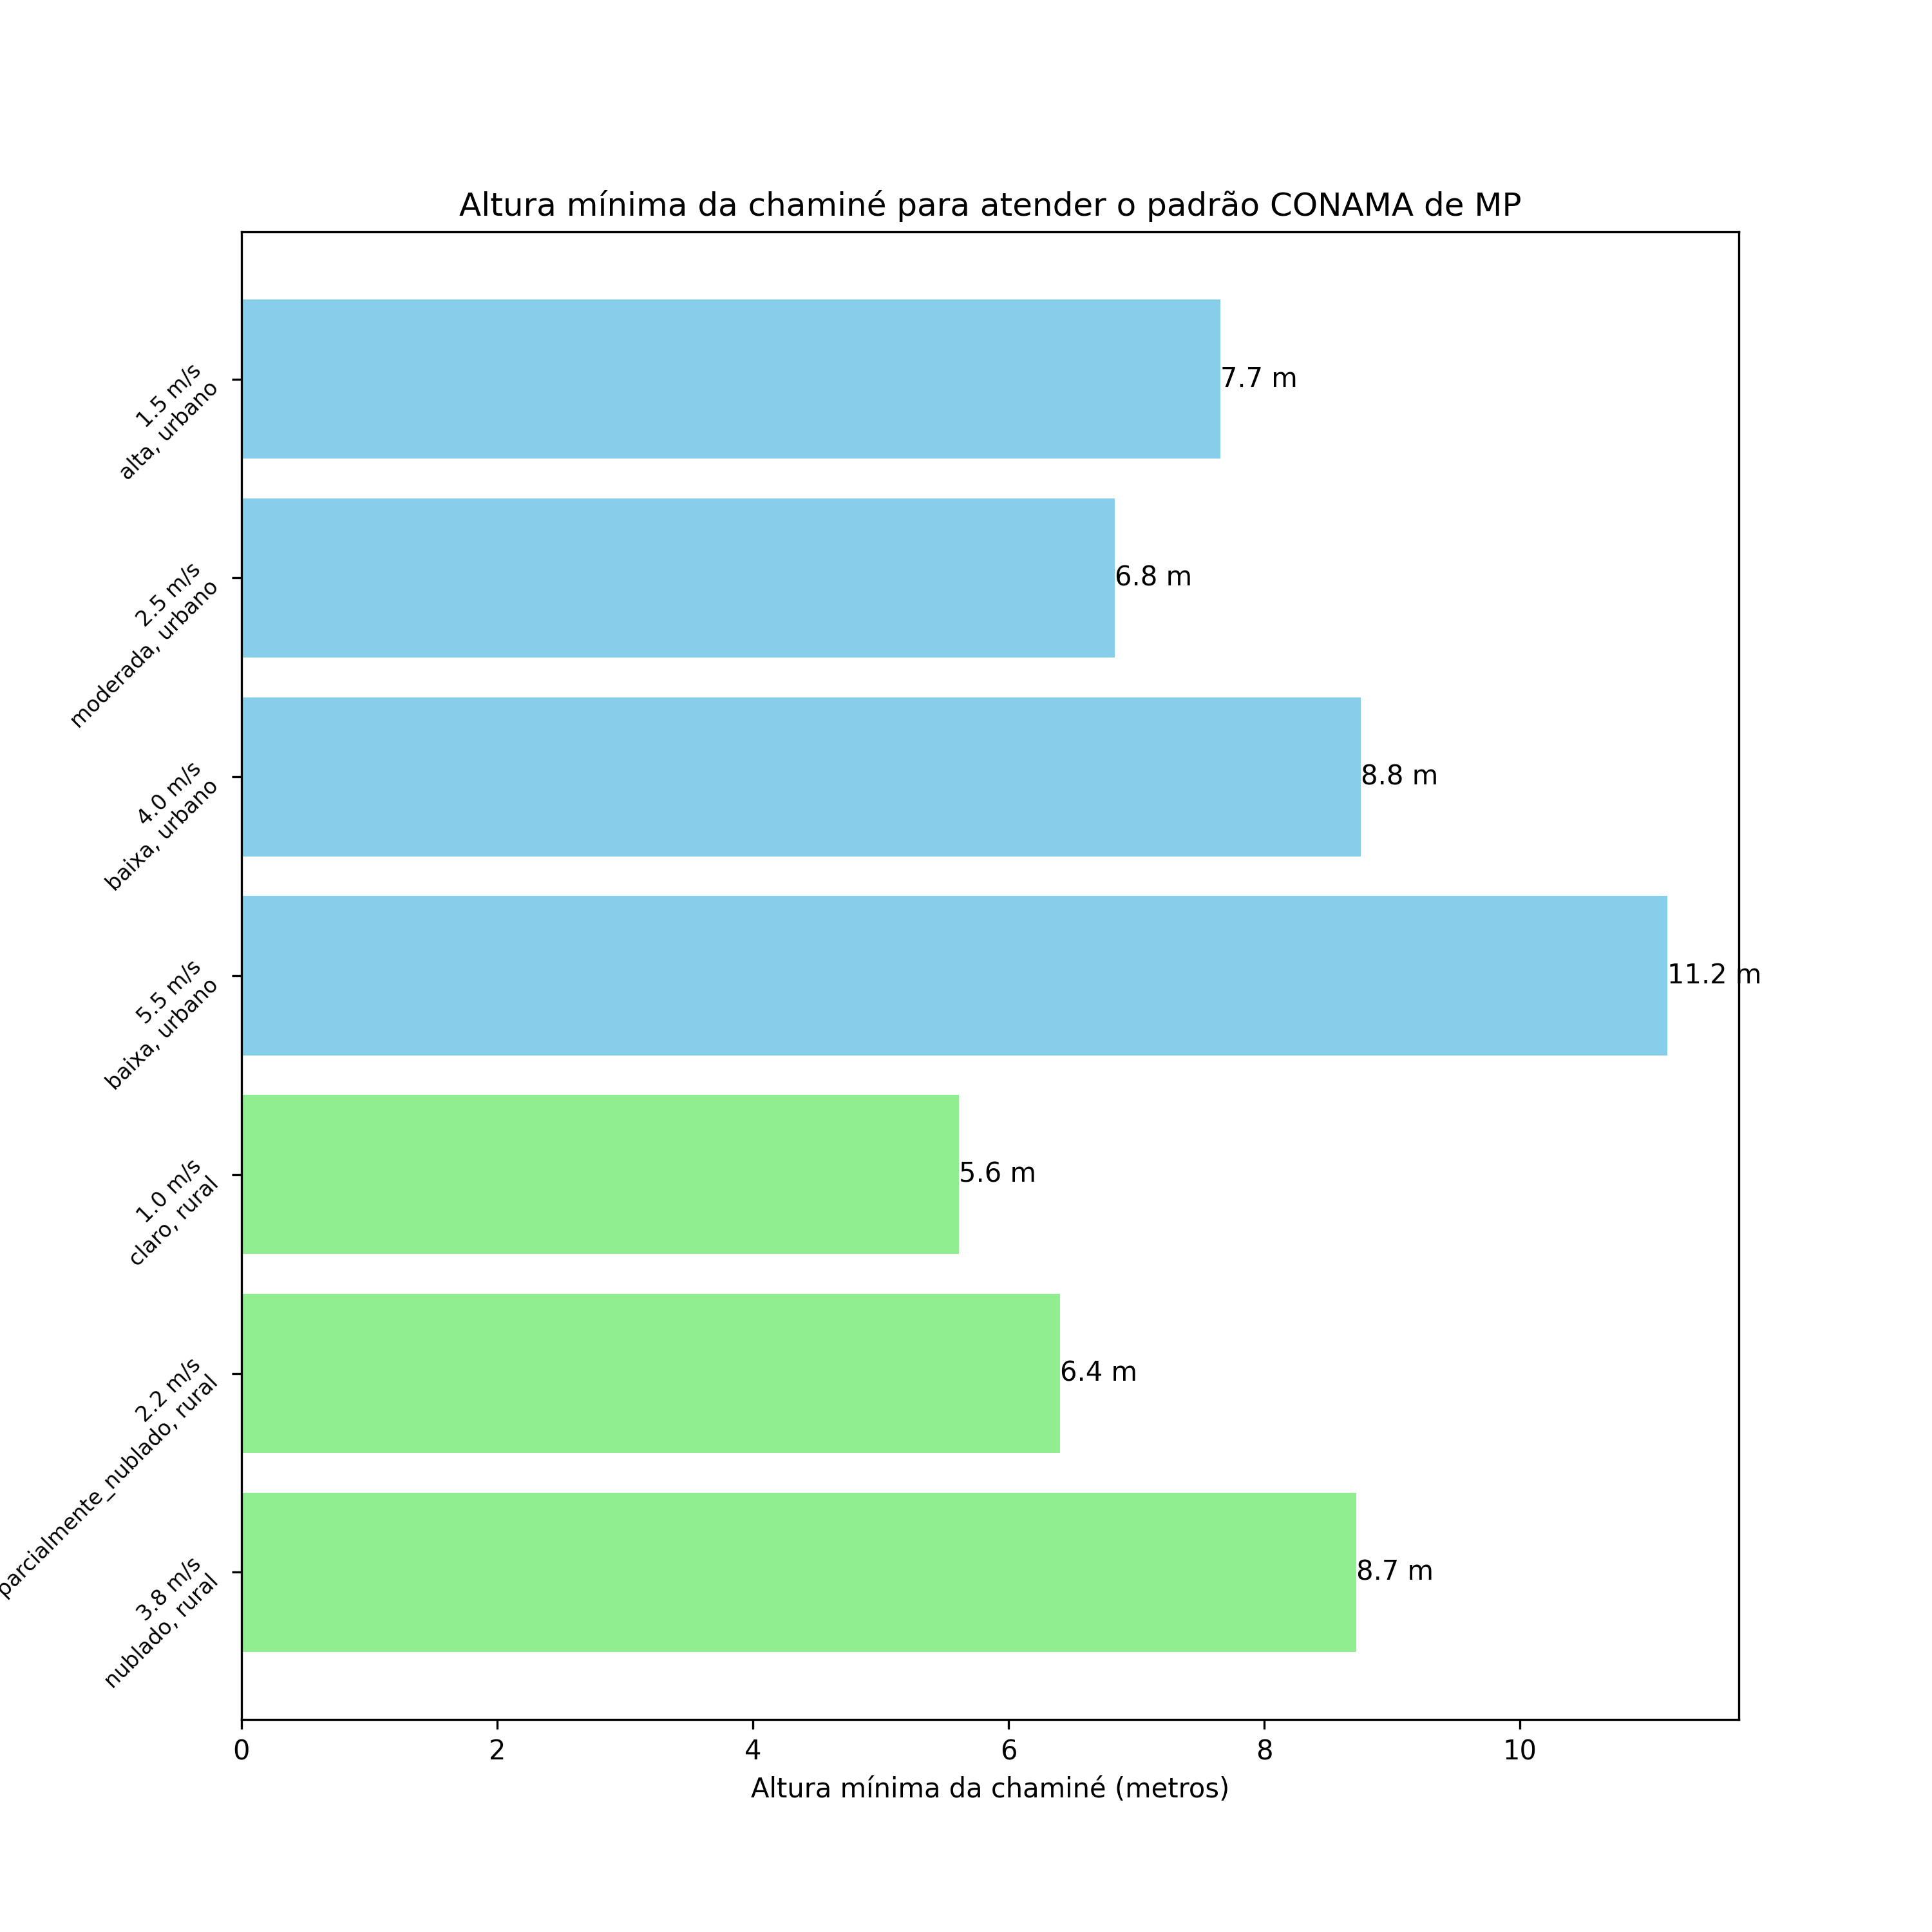 Altura mínima da chaminé para atender o padrão CONAMA de MP
1.5 m/s
alta, urbano
7.7 m
2.5 m/s
moderada, urbano
6.8 m
4.0 m/s
baixa, urbano
8.8 m
5.5 m/s
baixa, urbano
11.2 m
1.0 m/s
claro, rural
5.6 m
2.2 m/s
parcialmente_nublado, rural
6.4 m
3.8 m/s
nublado, rural
8.7 m
0 2 4 6 8 10
Altura mínima da chaminé (metros)